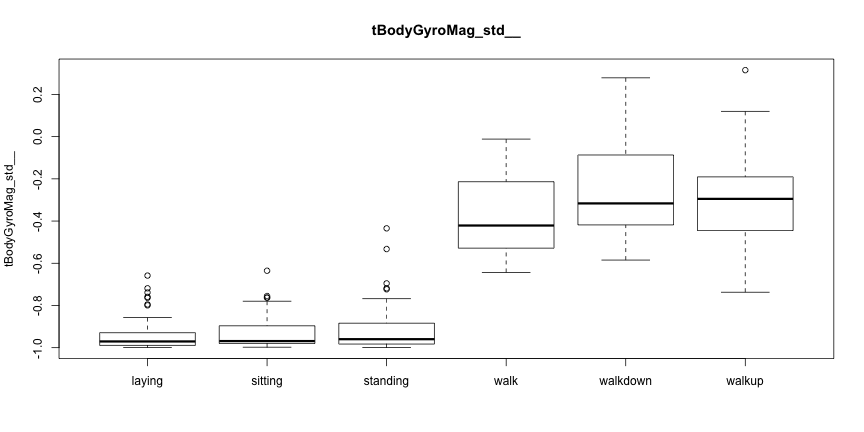 tBodyGyroMag_std__
tBodyGyroMag_std__
0.2
0.0
-0.2
-0.4
-0.6
-0.8
-1.0
laying sitting standing walk walkdown walkup